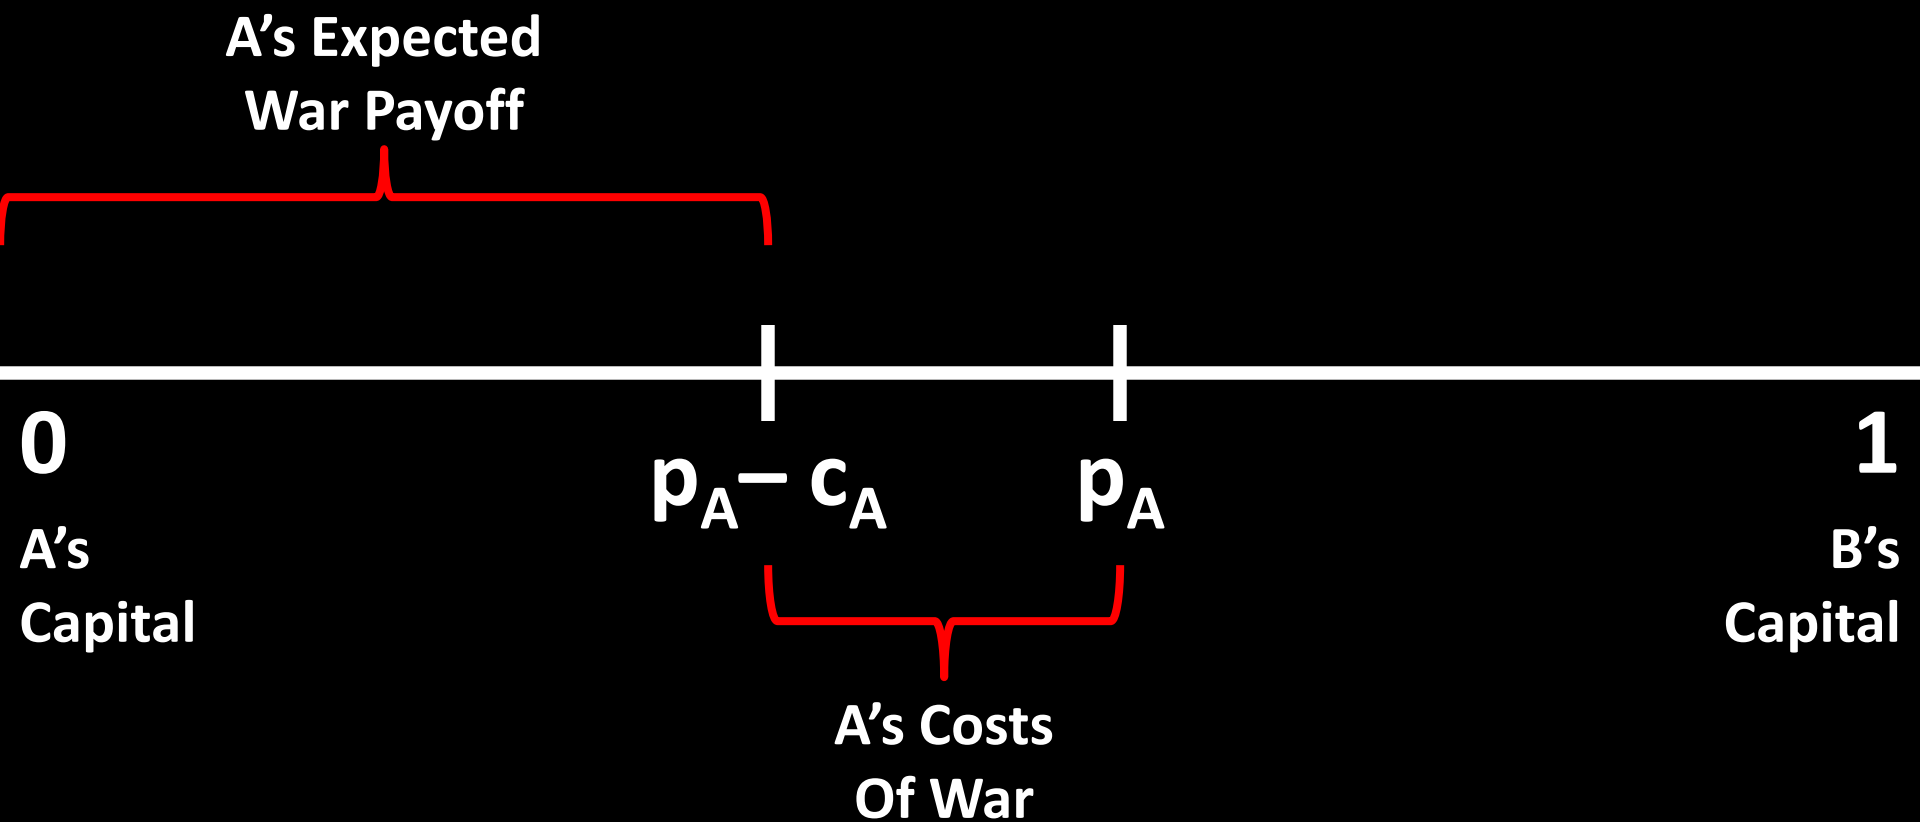 A’s Expected
War Payoff
0
pA– cA
pA
1
A’s
Capital
B’s
Capital
A’s Costs
Of War